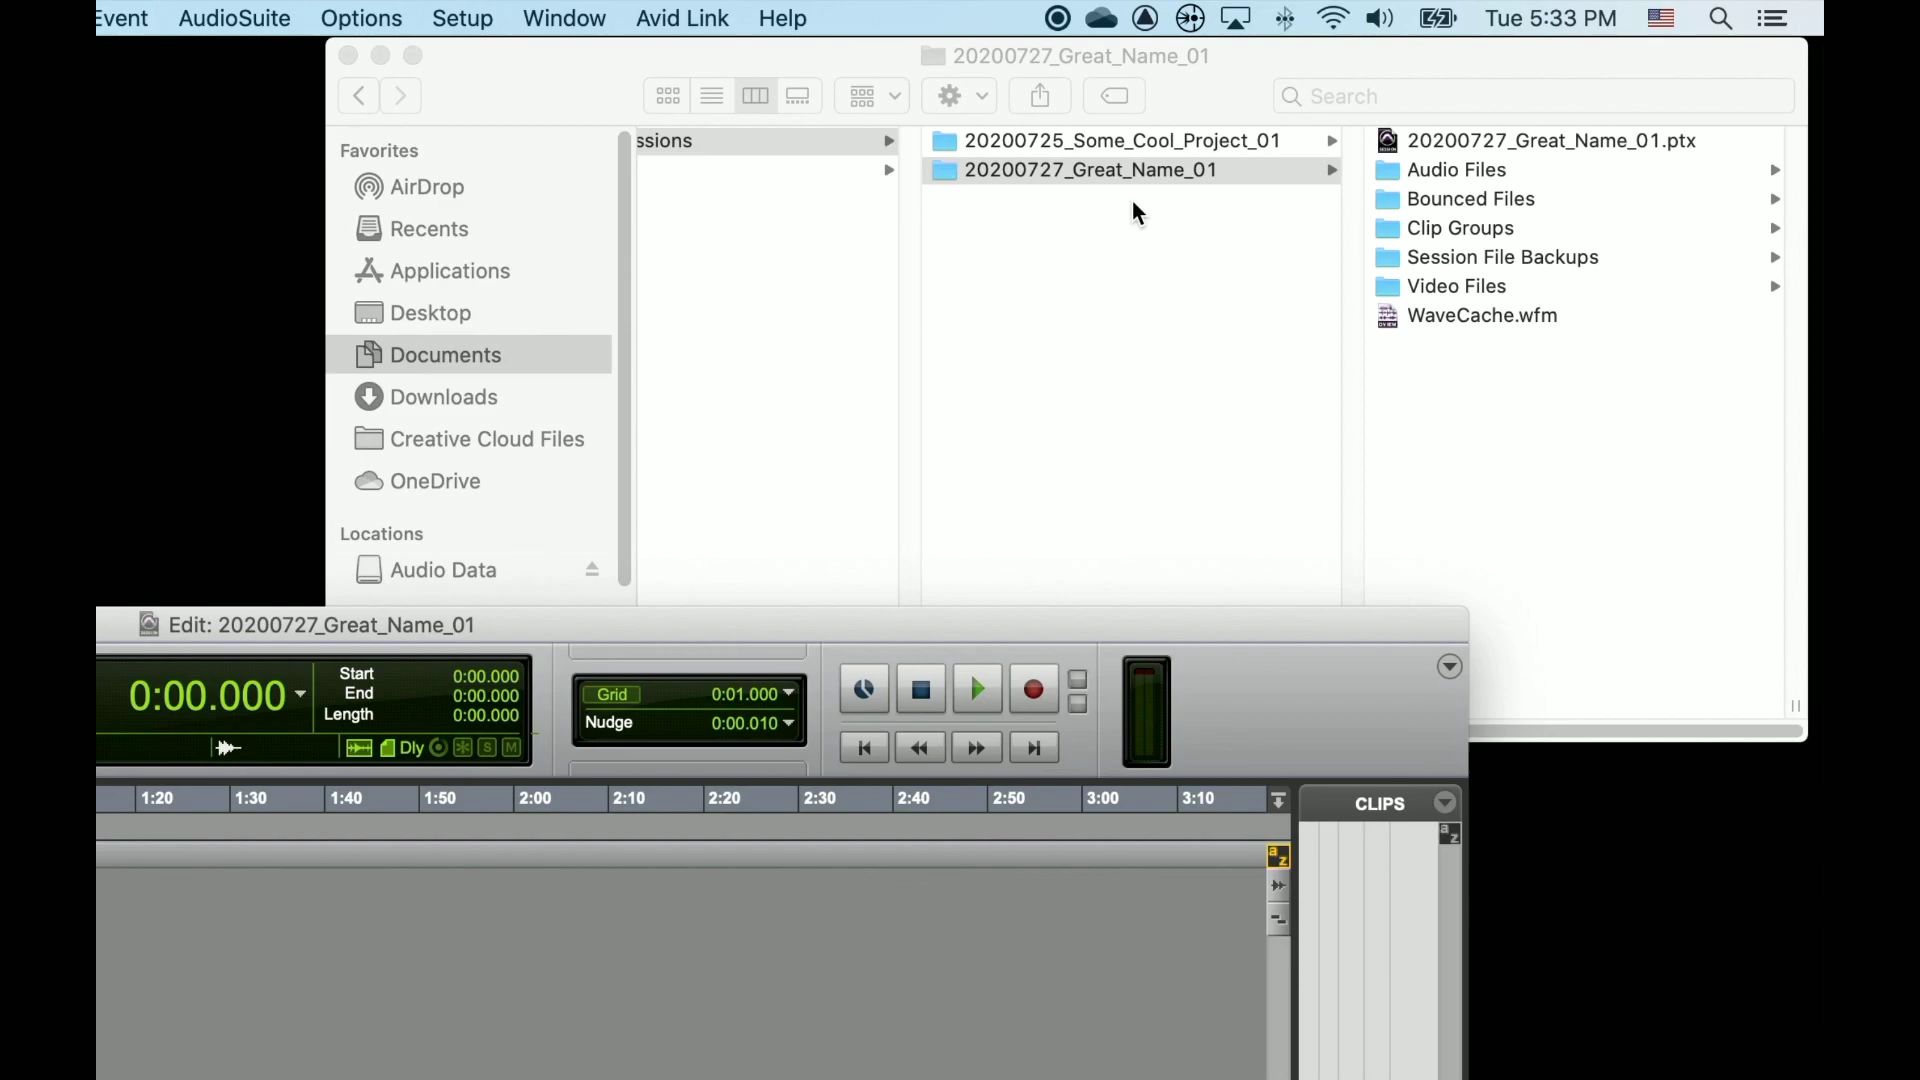 Event AudioSuite Options Setup Window Avid Link Help Tue 5:33 PM
20200727_Great_Name_01
Search
Favorites
AirDrop
Recents
Applications
Desktop
Documents
Downloads
Creative Cloud Files
OneDrive
Locations
Audio Data
ssions
20200725_Some_Cool_Project_01
20200727_Great_Name_01
20200727_Great_Name_01.ptx
Audio Files
Bounced Files
Clip Groups
Session File Backups
Video Files
WaveCache.wfm
Edit: 20200727_Great_Name_01
0:00.000
Start 0:00.000
End 0:00.000
Length 0:00.000
Dly S M
Grid 0:01.000
Nudge 0:00.010
1:20 1:30 1:40 1:50 2:00 2:10 2:20 2:30 2:40 2:50 3:00 3:10
CLIPS
a z
a z